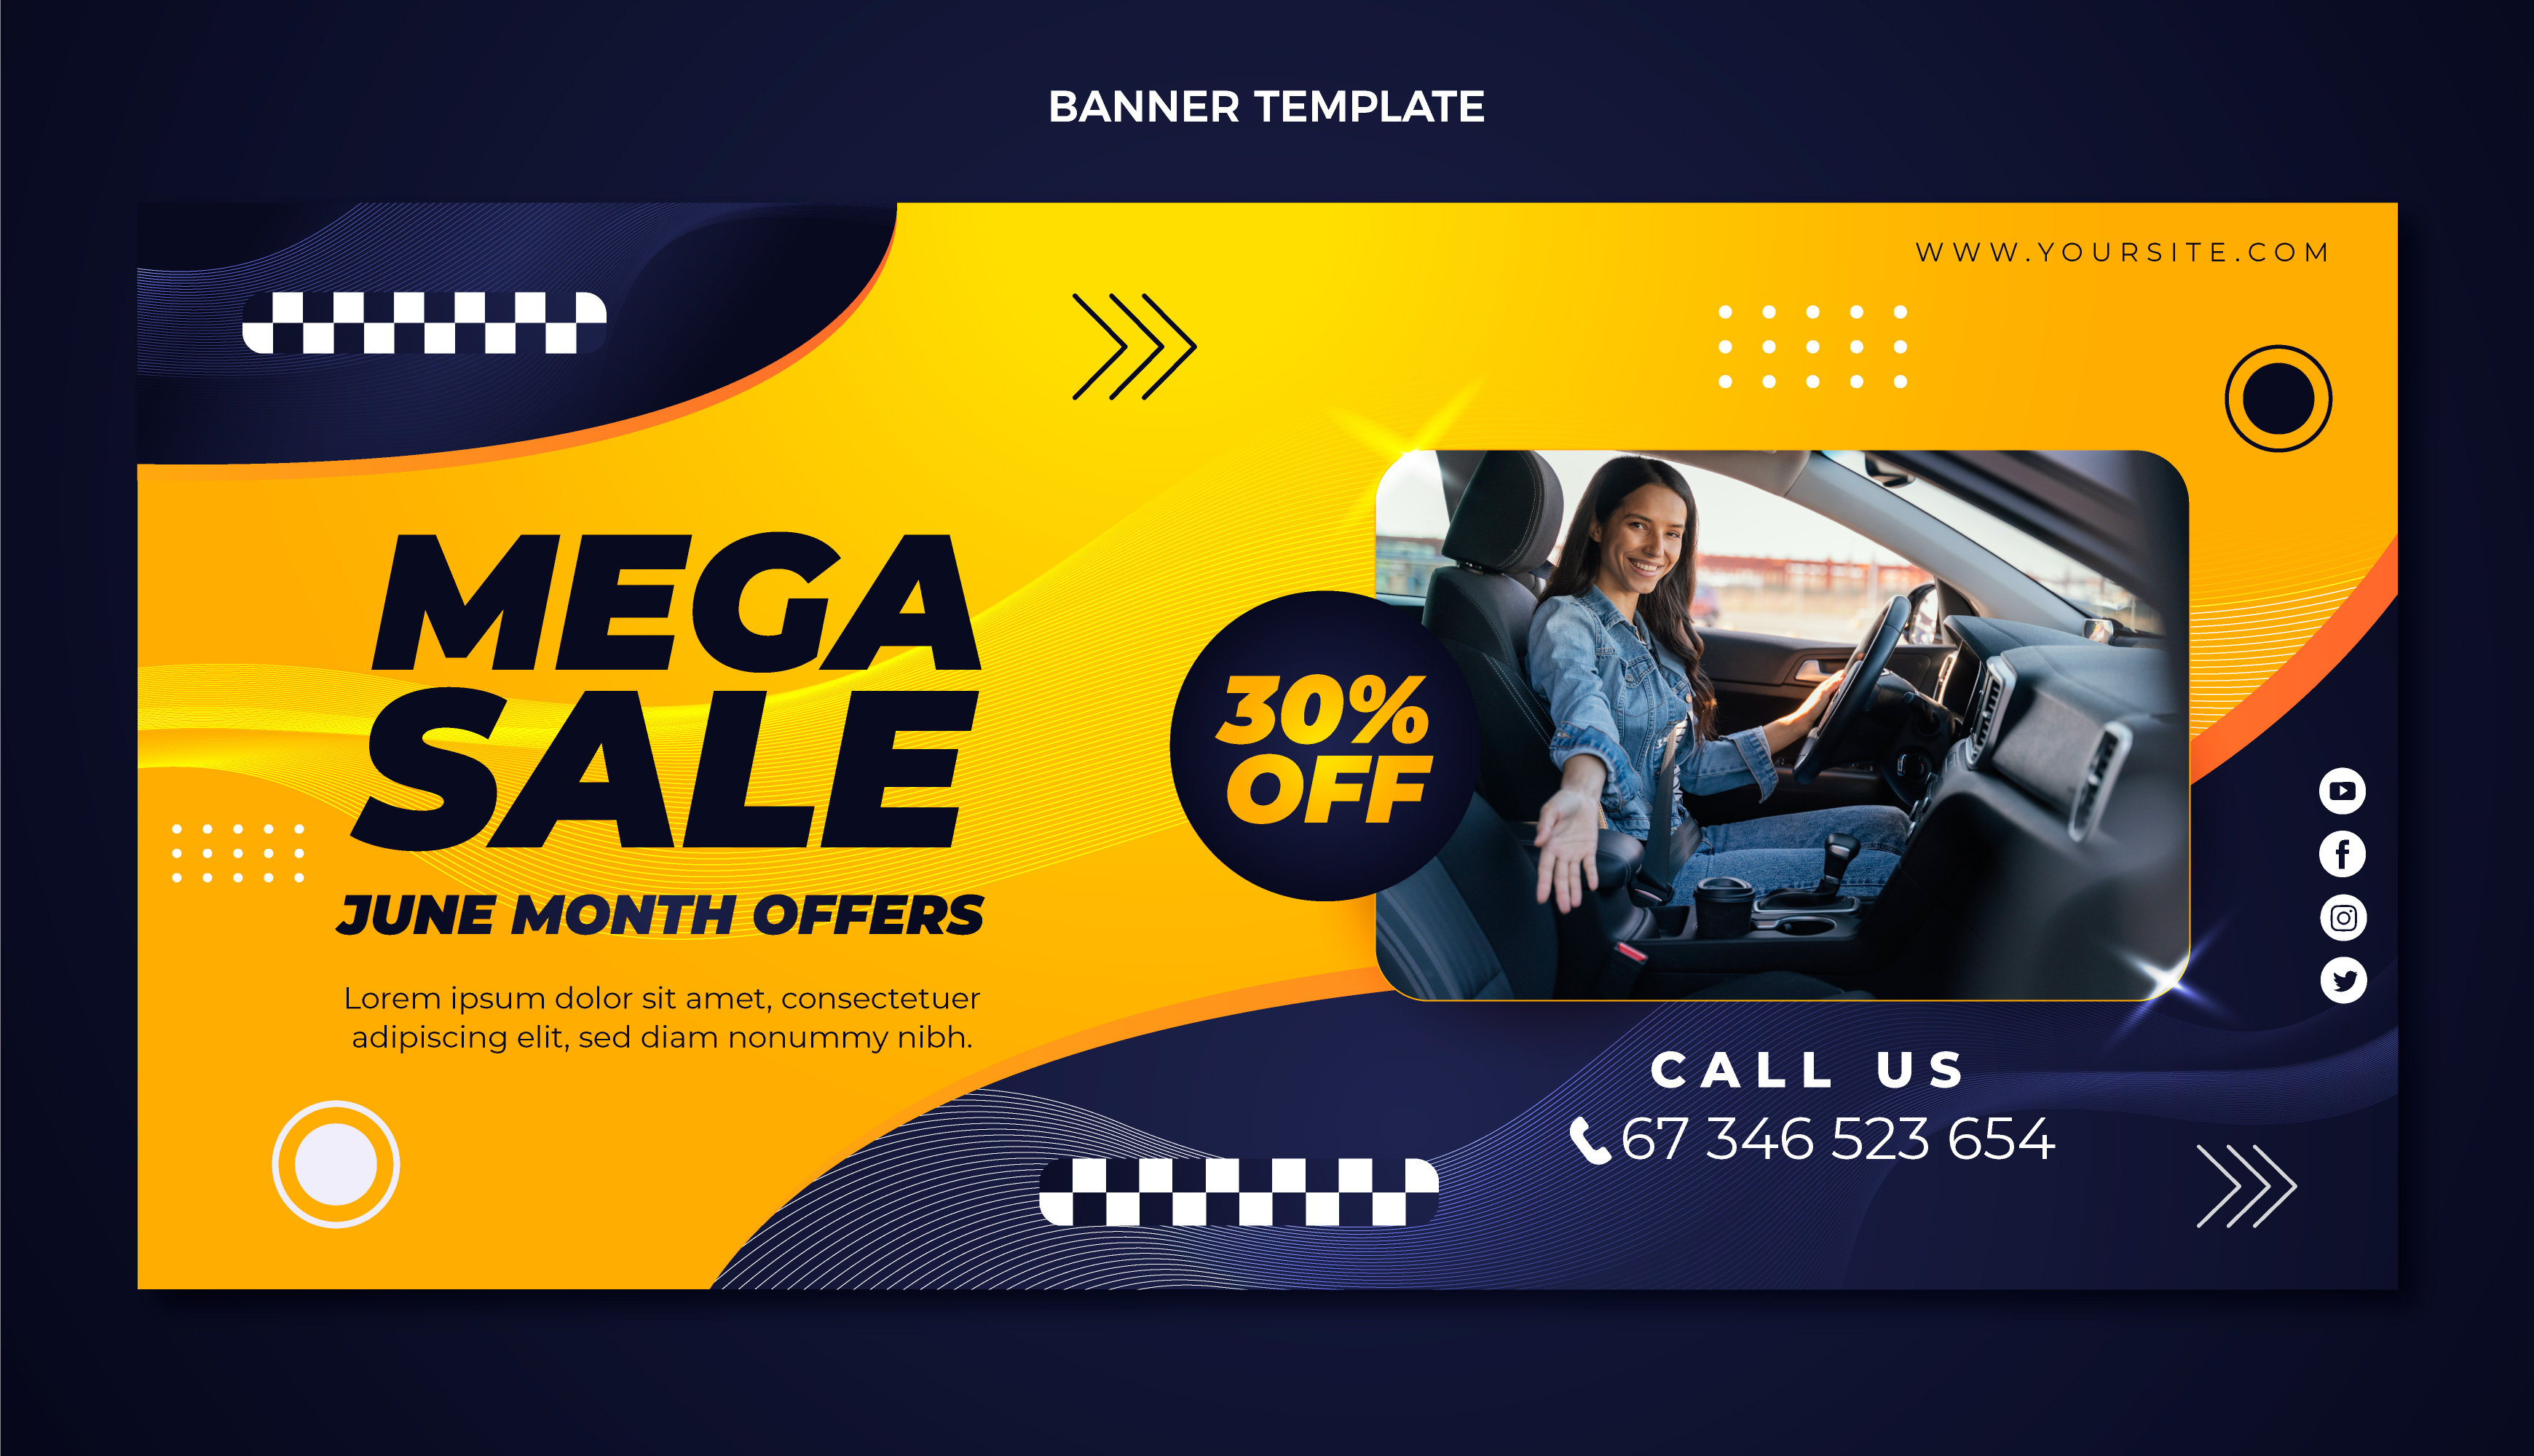 BANNER TEMPLATE
WWW.YOURSITE.COM
MEGA
SALE
JUNE MONTH OFFERS
Lorem ipsum dolor sit amet, consectetuer
adipiscing elit, sed diam nonummy nibh.
30%
OFF
CALL US
67 346 523 654